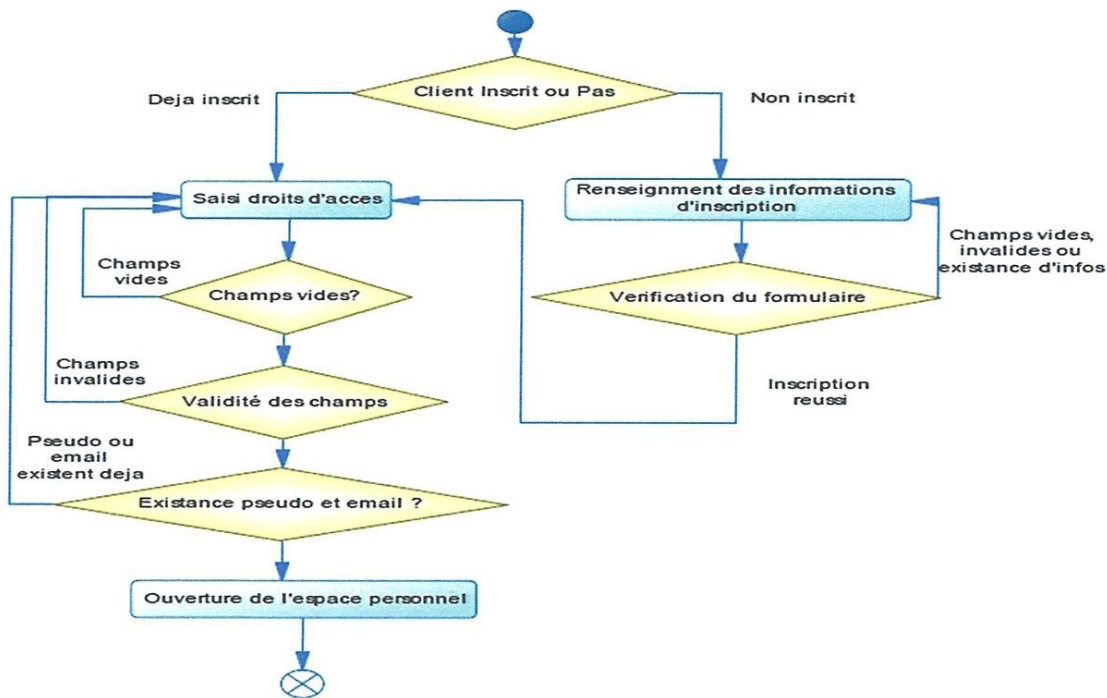 Client Inscrit ou Pas
Deja inscrit
Non inscrit
Saisi droits d'acces
Renseignment des informations
d'inscription
Champs vides,
invalides ou
existance d'infos
Champs
vides
Champs vides?
Verification du formulaire
Champs
invalides
Validité des champs
Inscription
reussi
Pseudo ou
email
existent deja
Existance pseudo et email ?
Ouverture de l'espace personnel